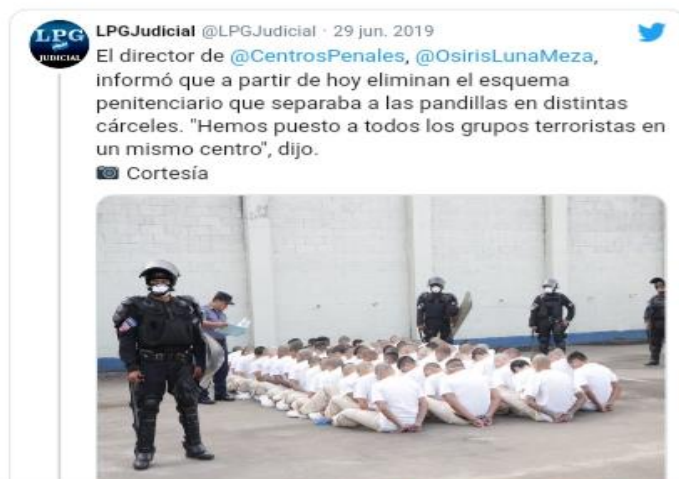 LPG
JUDICIAL
LPGJudicial @LPGJudicial · 29 jun. 2019
El director de @CentrosPenales, @OsirisLunaMeza,
informó que a partir de hoy eliminan el esquema
penitenciario que separaba a las pandillas en distintas
cárceles. "Hemos puesto a todos los grupos terroristas en
un mismo centro", dijo.
📷 Cortesía